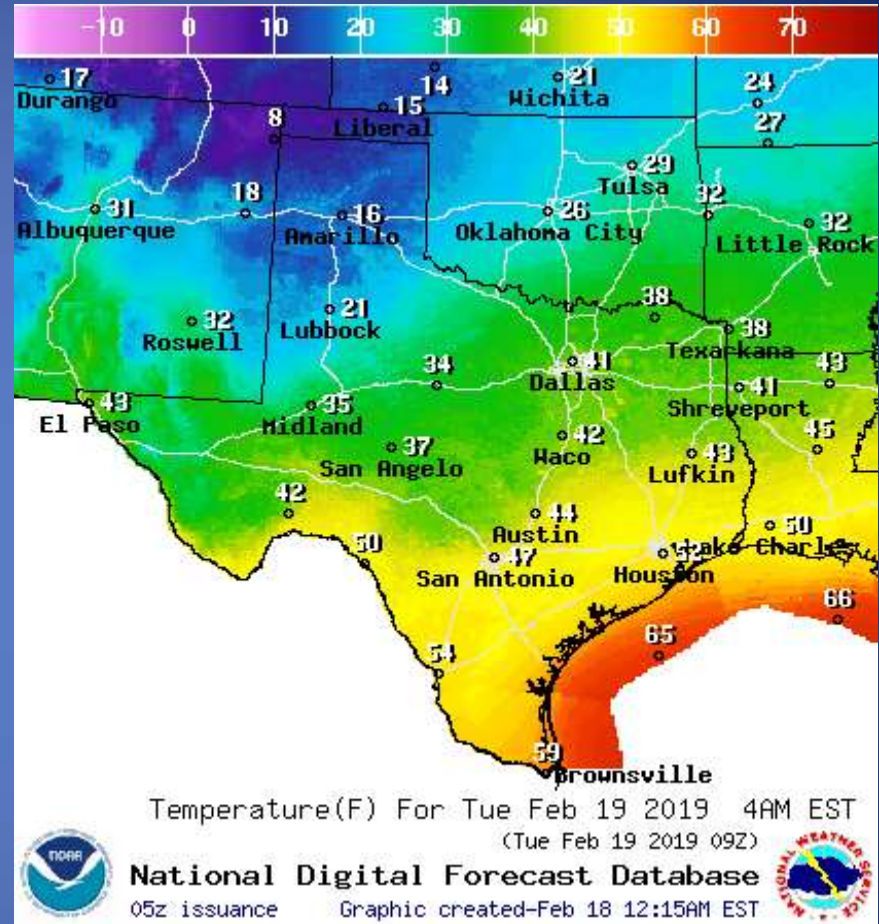 -10 0 10 20 30 40 50 60 70
17 14 21 24
Durango 15 Wichita
8 Liberal 27
29
Tulsa
31 18 16 26 32 32
Albuquerque Amarillo Oklahoma City Little Rock
32 21 38 38
Roswell Lubbock Texarkana
34 41 43
Dallas 41
43 35 Shreveport
El Paso Midland
37 42 43 45
San Angelo Waco Lufkin
42 44 50
Austin
50 47 52 Lake Charles
San Antonio Houston
66
54 65
59
Brownsville
Temperature(F) For Tue Feb 19 2019 4AM EST
(Tue Feb 19 2019 09Z)
NOAA
National Digital Forecast Database
05z issuance Graphic created-Feb 18 12:15AM EST